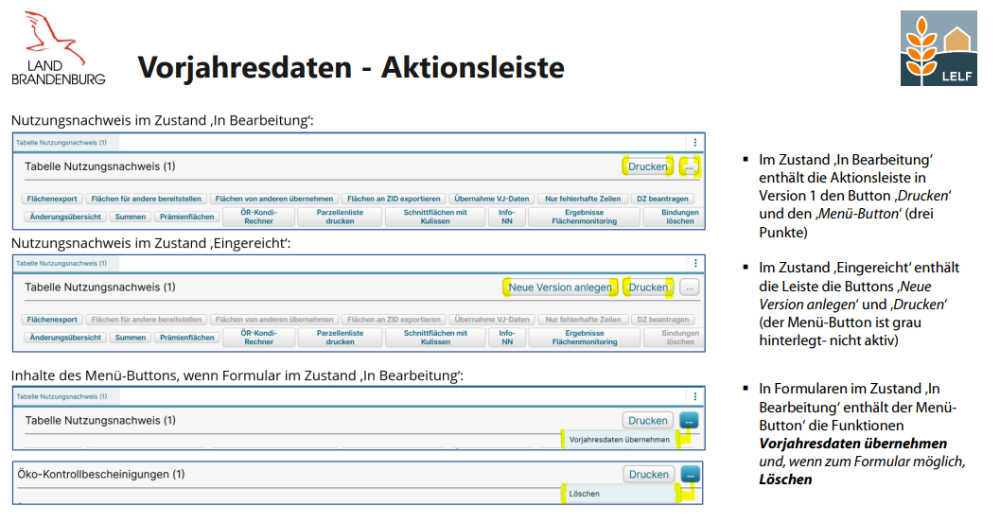 LAND
BRANDENBURG
Vorjahresdaten - Aktionsleiste
LELF
Nutzungsnachweis im Zustand ‚In Bearbeitung‘:
Tabelle Nutzungsnachweis (1)
Tabelle Nutzungsnachweis (1) Drucken ...
Flächenexport Flächen für andere bereitstellen Flächen von anderen übernehmen Flächen an ZID exportieren Übernahme VJ-Daten Nur fehlerhafte Zeilen DZ beantragen
Änderungsübersicht Summen Prämienflächen ÖR-Kondi-Rechner Parzellenliste drucken Schnittflächen mit Kulissen Info-NN Ergebnisse Flächenmonitoring Bindungen löschen
Nutzungsnachweis im Zustand ‚Eingereicht‘:
Tabelle Nutzungsnachweis (1)
Tabelle Nutzungsnachweis (1) Neue Version anlegen Drucken ...
Flächenexport Flächen für andere bereitstellen Flächen von anderen übernehmen Flächen an ZID exportieren Übernahme VJ-Daten Nur fehlerhafte Zeilen DZ beantragen
Änderungsübersicht Summen Prämienflächen ÖR-Kondi-Rechner Parzellenliste drucken Schnittflächen mit Kulissen Info-NN Ergebnisse Flächenmonitoring Bindungen löschen
Inhalte des Menü-Buttons, wenn Formular im Zustand ‚In Bearbeitung‘:
Tabelle Nutzungsnachweis (1)
Tabelle Nutzungsnachweis (1) Drucken ...
Vorjahresdaten übernehmen
Öko-Kontrollbescheinigungen (1) Drucken ...
Löschen
▪ Im Zustand ‚In Bearbeitung‘
enthält die Aktionsleiste in
Version 1 den Button ‚Drucken‘
und den ‚Menü-Button‘ (drei
Punkte)
▪ Im Zustand ‚Eingereicht‘ enthält
die Leiste die Buttons ‚Neue
Version anlegen‘ und ‚Drucken‘
(der Menü-Button ist grau
hinterlegt- nicht aktiv)
▪ In Formularen im Zustand ‚In
Bearbeitung‘ enthält der Menü-
Button‘ die Funktionen
Vorjahresdaten übernehmen
und, wenn zum Formular möglich,
Löschen